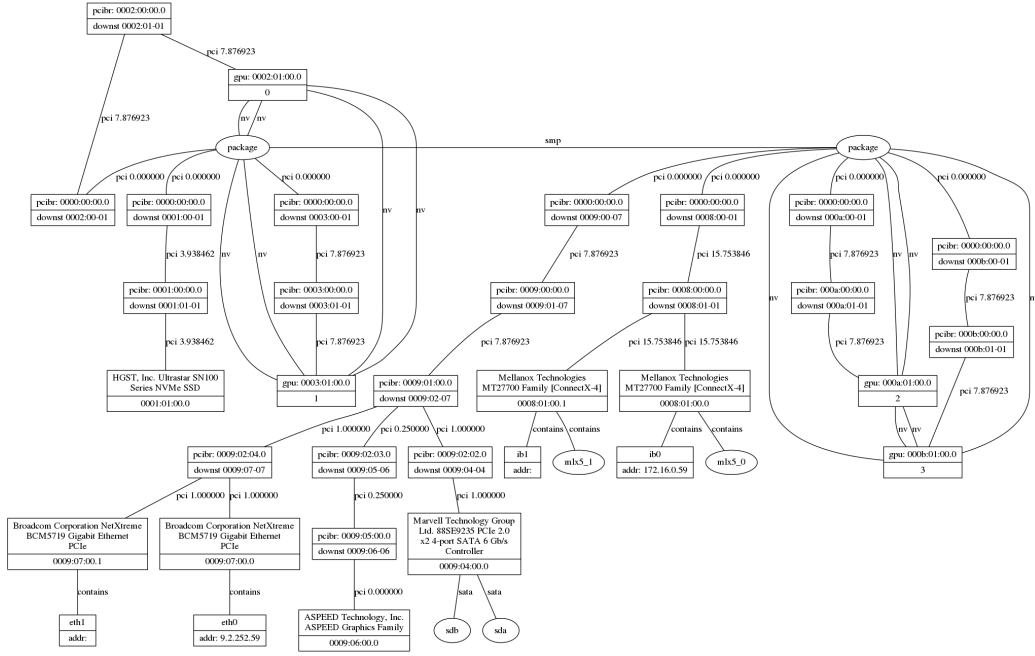 pcibr: 0002:00:00.0
downst 0002:01-01
pci 7.876923
gpu: 0002:01:00.0
0
pci 7.876923
nv
nv
package
smp
package
pci 0.000000
pci 0.000000
pci 0.000000
pci 0.000000
pci 0.000000
pci 0.000000
pci 0.000000
pcibr: 0000:00:00.0
downst 0002:00-01
pcibr: 0000:00:00.0
downst 0001:00-01
pcibr: 0000:00:00.0
downst 0003:00-01
nv
nv
pcibr: 0000:00:00.0
downst 0009:00-07
pcibr: 0000:00:00.0
downst 0008:00-01
pcibr: 0000:00:00.0
downst 000a:00-01
pcibr: 0000:00:00.0
downst 000b:00-01
pci 3.938462
nv
nv
pci 7.876923
pci 7.876923
pci 15.753846
pci 7.876923
nv
nv
pcibr: 0001:00:00.0
downst 0001:01-01
pcibr: 0003:00:00.0
downst 0003:01-01
pcibr: 0009:00:00.0
downst 0009:01-07
pcibr: 0008:00:00.0
downst 0008:01-01
nv
pcibr: 000a:00:00.0
downst 000a:01-01
pci 7.876923
n
pcibr: 000b:00:00.0
downst 000b:01-01
pci 3.938462
pci 7.876923
pci 7.876923
pci 15.753846
pci 15.753846
pci 7.876923
HGST, Inc. Ultrastar SN100
Series NVMe SSD
0001:01:00.0
gpu: 0003:01:00.0
1
pcibr: 0009:01:00.0
downst 0009:02-07
Mellanox Technologies
MT27700 Family [ConnectX-4]
0008:01:00.1
Mellanox Technologies
MT27700 Family [ConnectX-4]
0008:01:00.0
gpu: 000a:01:00.0
2
pci 7.876923
pci 1.000000
pci 0.250000
pci 1.000000
contains
contains
contains
contains
nv
nv
pcibr: 0009:02:04.0
downst 0009:07-07
pcibr: 0009:02:03.0
downst 0009:05-06
pcibr: 0009:02:02.0
downst 0009:04-04
ib1
addr:
mlx5_1
ib0
addr: 172.16.0.59
mlx5_0
gpu: 000b:01:00.0
3
pci 1.000000
pci 1.000000
pci 0.250000
pci 1.000000
Broadcom Corporation NetXtreme
BCM5719 Gigabit Ethernet
PCIe
0009:07:00.1
Broadcom Corporation NetXtreme
BCM5719 Gigabit Ethernet
PCIe
0009:07:00.0
pcibr: 0009:05:00.0
downst 0009:06-06
Marvell Technology Group
Ltd. 88SE9235 PCIe 2.0
x2 4-port SATA 6 Gb/s
Controller
0009:04:00.0
contains
contains
pci 0.000000
sata
sata
eth1
addr:
eth0
addr: 9.2.252.59
ASPEED Technology, Inc.
ASPEED Graphics Family
0009:06:00.0
sdb
sda